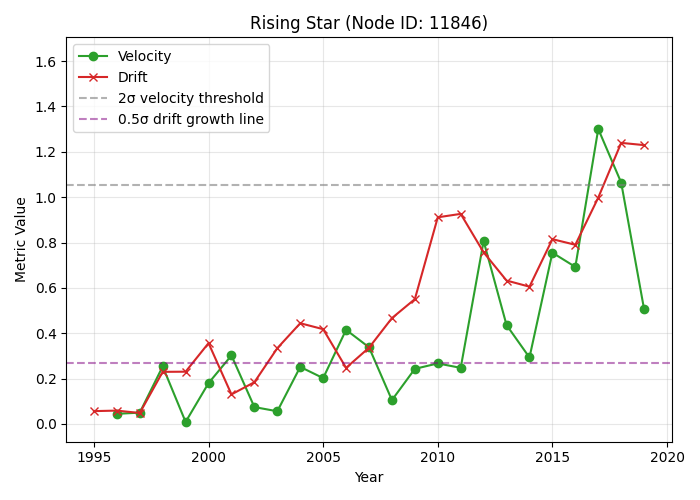 Rising Star (Node ID: 11846)
Velocity
Drift
2σ velocity threshold
0.5σ drift growth line
Metric Value
1.6
1.4
1.2
1.0
0.8
0.6
0.4
0.2
0.0
1995 2000 2005 2010 2015 2020
Year